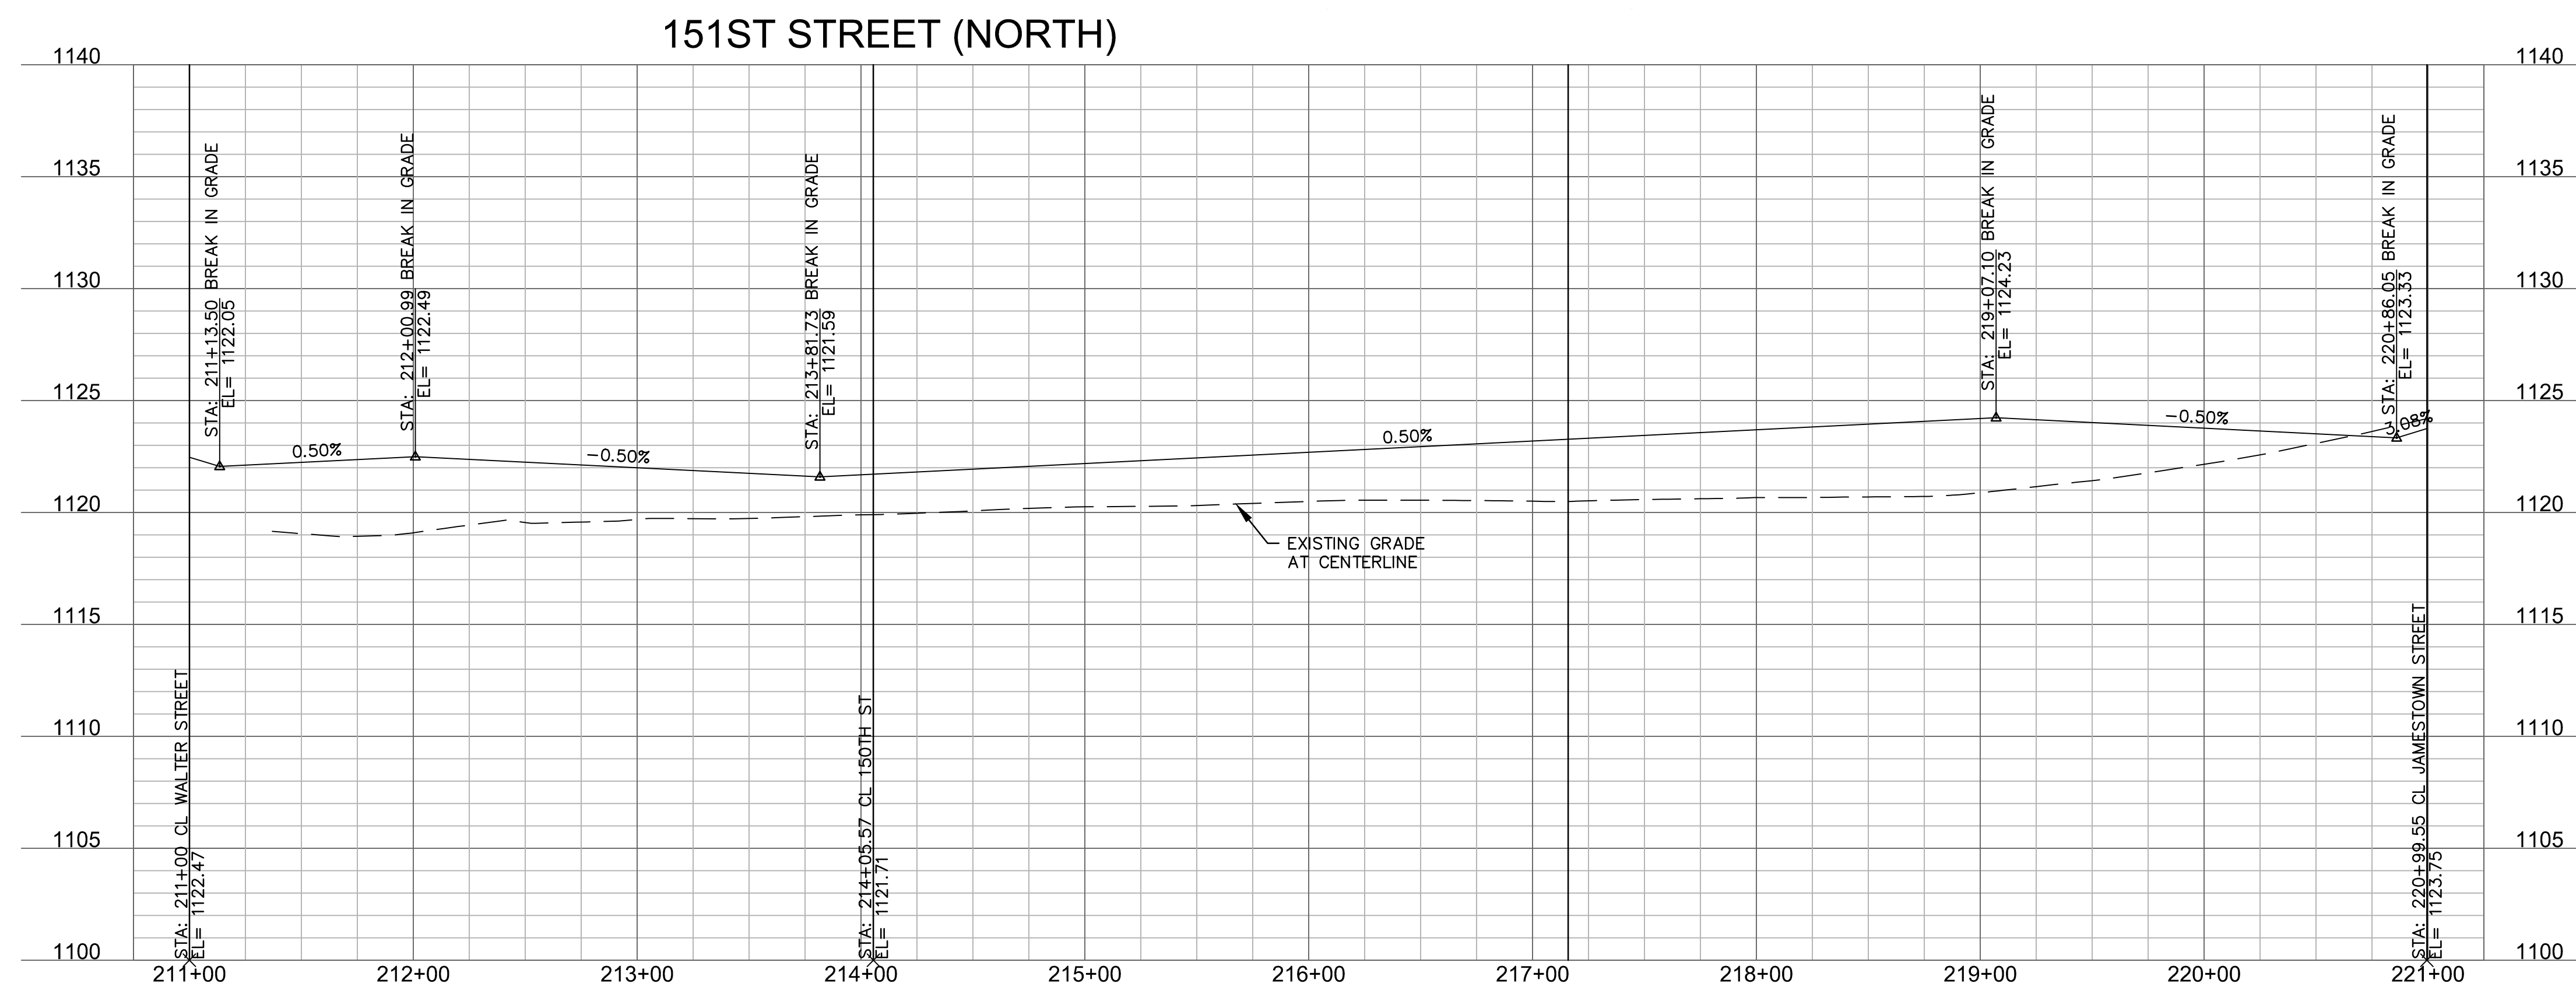 151ST STREET (NORTH)
1140
1140
1135
1135
1130
1130
1125
1125
1120
1120
1115
1115
1110
1110
1105
1105
1100
1100
STA: 211+13.50 BREAK IN GRADE
EL= 1122.05
STA: 212+00.99 BREAK IN GRADE
EL= 1122.49
STA: 213+81.73 BREAK IN GRADE
EL= 1121.59
STA: 219+07.10 BREAK IN GRADE
EL= 1124.23
STA: 220+86.05 BREAK IN GRADE
EL= 1123.33
0.50%
-0.50%
0.50%
-0.50%
3.08%
EXISTING GRADE
AT CENTERLINE
STA: 211+00 CL WALTER STREET
EL= 1122.47
STA: 214+05.57 CL 150TH ST
EL= 1121.71
STA: 220+99.55 CL JAMESTOWN STREET
EL= 1123.75
211+00
212+00
213+00
214+00
215+00
216+00
217+00
218+00
219+00
220+00
221+00